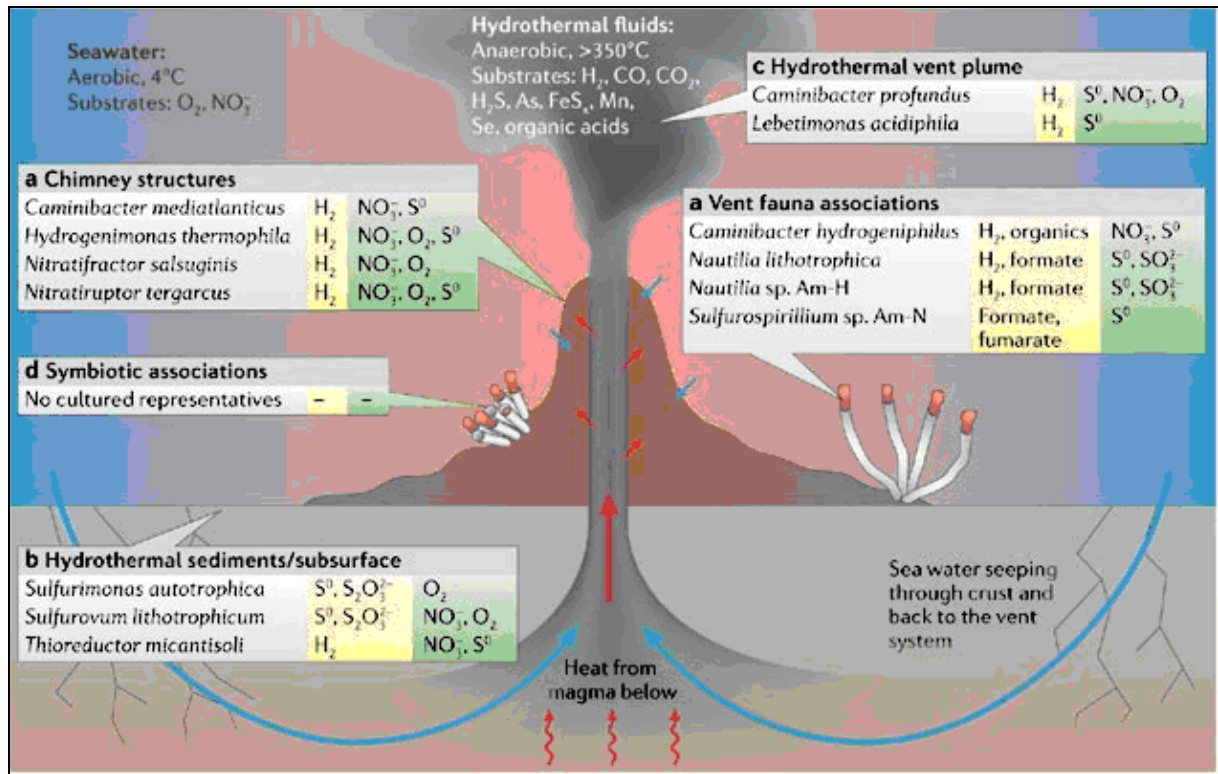 Seawater:
Aerobic, 4°C
Substrates: O₂, NO₃⁻
Hydrothermal fluids:
Anaerobic, >350°C
Substrates: H₂, CO, CO₂,
H₂S, As, FeSₓ, Mn,
Se, organic acids
c Hydrothermal vent plume
Caminibacter profundus H₂ S⁰, NO₃⁻, O₂
Lebetimonas acidiphila H₂ S⁰
a Chimney structures
Caminibacter mediatlanticus H₂ NO₃⁻, S⁰
Hydrogenimonas thermophila H₂ NO₃⁻, O₂, S⁰
Nitratifractor salsuginis H₂ NO₃⁻, O₂
Nitratiruptor tergarcus H₂ NO₃⁻, O₂, S⁰
a Vent fauna associations
Caminibacter hydrogeniphilus H₂, organics NO₃⁻, S⁰
Nautilia lithotrophica H₂, formate S⁰, SO₃²⁻
Nautilia sp. Am-H H₂, formate S⁰, SO₃²⁻
Sulfurospirillium sp. Am-N Formate, S⁰
fumarate
d Symbiotic associations
No cultured representatives – –
b Hydrothermal sediments/subsurface
Sulfurimonas autotrophica S⁰, S₂O₃²⁻ O₂
Sulfurovum lithotrophicum S⁰, S₂O₃²⁻ NO₃⁻, O₂
Thioreductor micantisoli H₂ NO₃⁻, S⁰
Sea water seeping
through crust and
back to the vent
system
Heat from
magma below